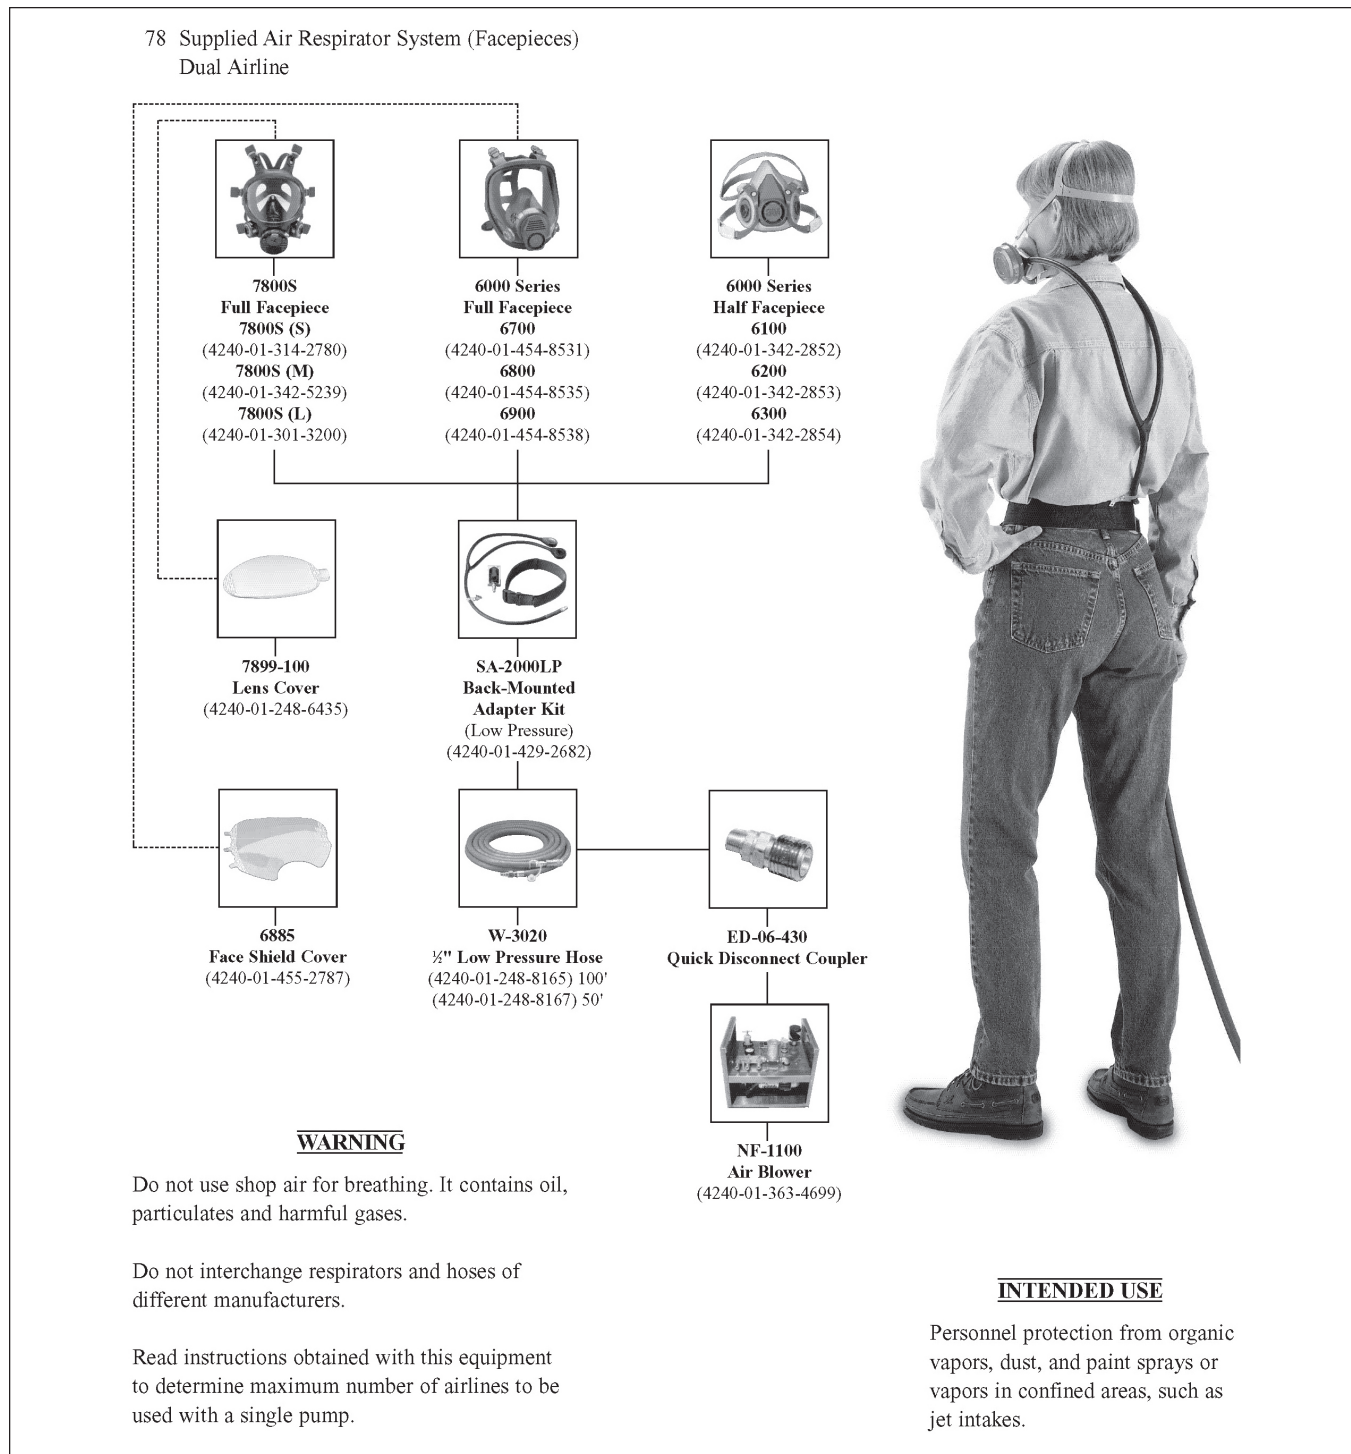 78 Supplied Air Respirator System (Facepieces)
Dual Airline
7800S
Full Facepiece
7800S (S)
(4240-01-314-2780)
7800S (M)
(4240-01-342-5239)
7800S (L)
(4240-01-301-3200)
6000 Series
Full Facepiece
6700
(4240-01-454-8531)
6800
(4240-01-454-8535)
6900
(4240-01-454-8538)
6000 Series
Half Facepiece
6100
(4240-01-342-2852)
6200
(4240-01-342-2853)
6300
(4240-01-342-2854)
7899-100
Lens Cover
(4240-01-248-6435)
SA-2000LP
Back-Mounted
Adapter Kit
(Low Pressure)
(4240-01-429-2682)
6885
Face Shield Cover
(4240-01-455-2787)
W-3020
½" Low Pressure Hose
(4240-01-248-8165) 100'
(4240-01-248-8167) 50'
ED-06-430
Quick Disconnect Coupler
NF-1100
Air Blower
(4240-01-363-4699)
WARNING
Do not use shop air for breathing. It contains oil,
particulates and harmful gases.
Do not interchange respirators and hoses of
different manufacturers.
Read instructions obtained with this equipment
to determine maximum number of airlines to be
used with a single pump.
INTENDED USE
Personnel protection from organic
vapors, dust, and paint sprays or
vapors in confined areas, such as
jet intakes.